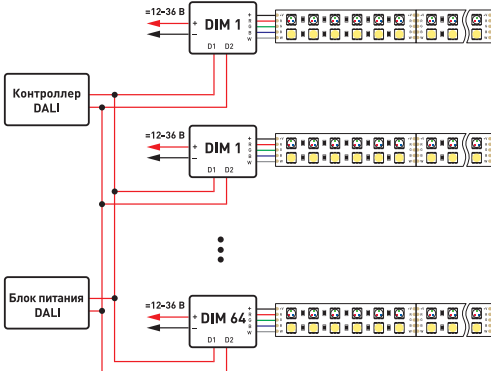 =12-36 В
+
−
DIM 1
D1 D2
+
R
G
B
W
Контроллер
DALI
=12-36 В
+
−
DIM 1
D1 D2
+
R
G
B
W
=12-36 В
+
−
DIM 64
D1 D2
+
R
G
B
W
Блок питания
DALI